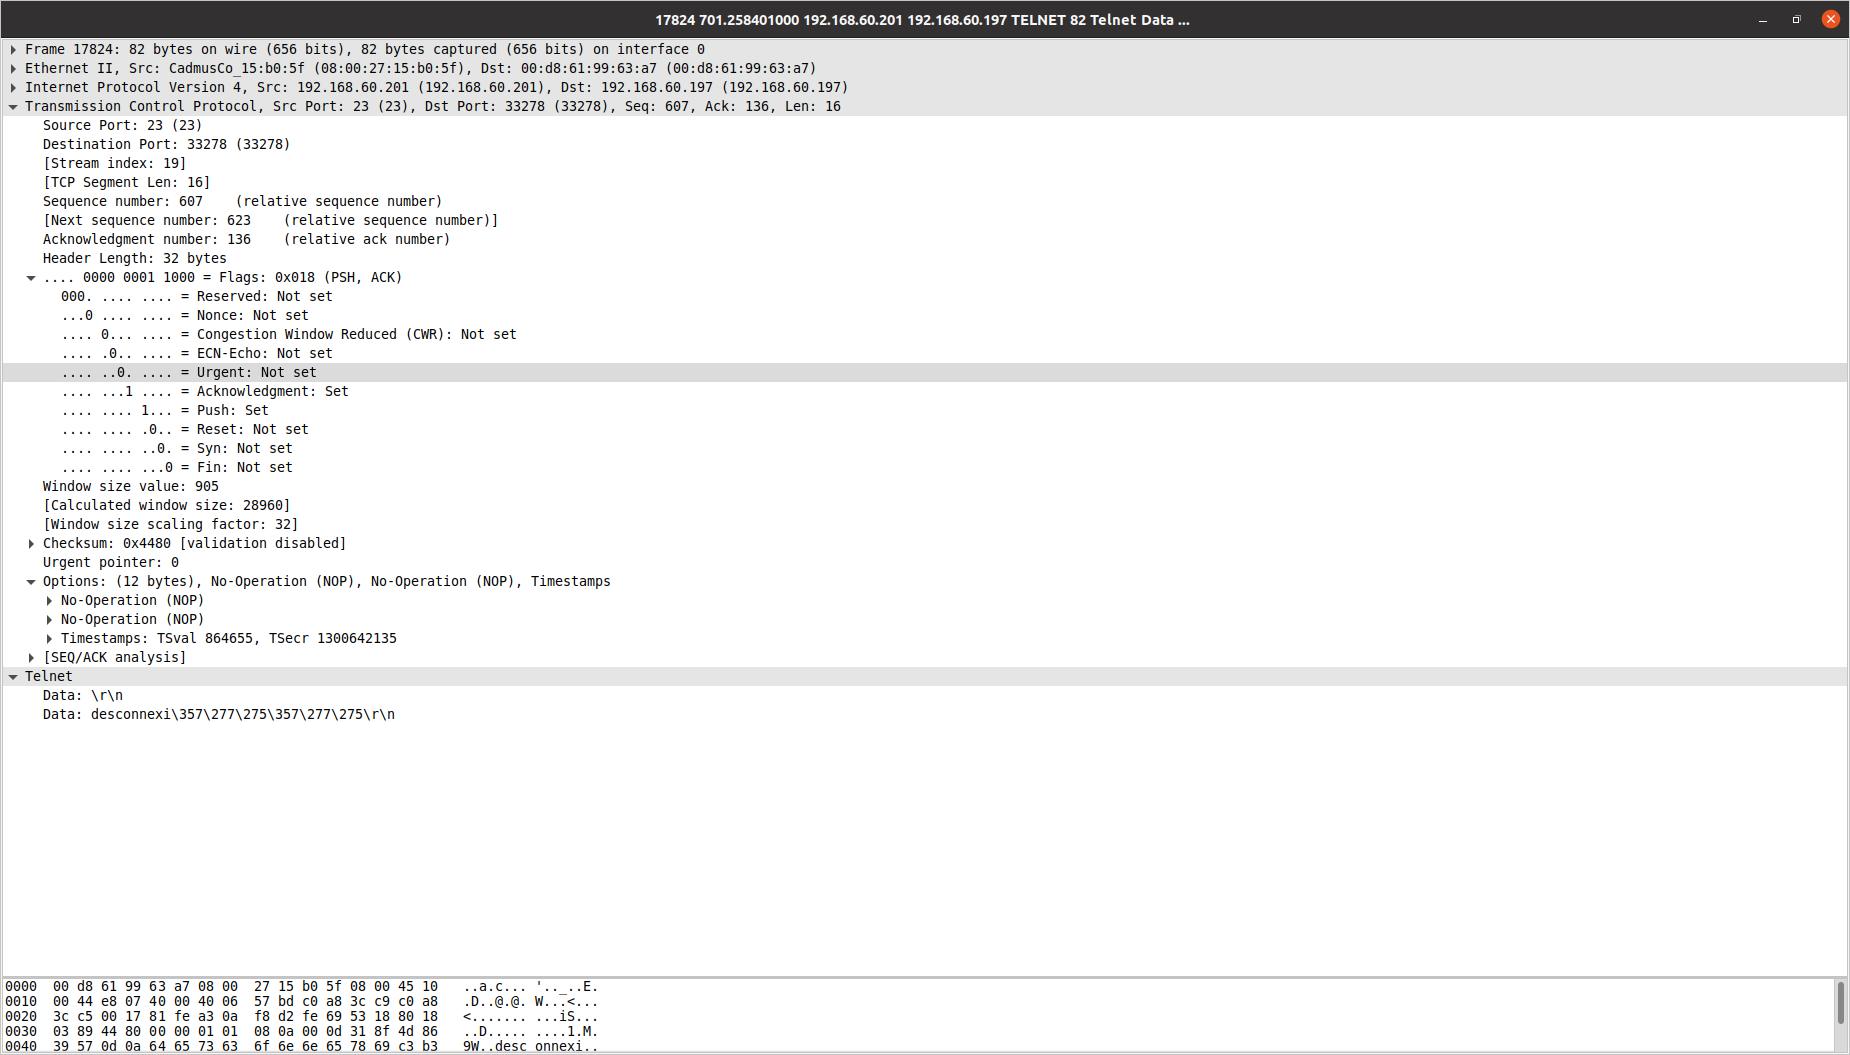 17824 701.258401000 192.168.60.201 192.168.60.197 TELNET 82 Telnet Data ...
Frame 17824: 82 bytes on wire (656 bits), 82 bytes captured (656 bits) on interface 0
Ethernet II, Src: CadmusCo_15:b0:5f (08:00:27:15:b0:5f), Dst: 00:d8:61:99:63:a7 (00:d8:61:99:63:a7)
Internet Protocol Version 4, Src: 192.168.60.201 (192.168.60.201), Dst: 192.168.60.197 (192.168.60.197)
Transmission Control Protocol, Src Port: 23 (23), Dst Port: 33278 (33278), Seq: 607, Ack: 136, Len: 16
Source Port: 23 (23)
Destination Port: 33278 (33278)
[Stream index: 19]
[TCP Segment Len: 16]
Sequence number: 607    (relative sequence number)
[Next sequence number: 623    (relative sequence number)]
Acknowledgment number: 136    (relative ack number)
Header Length: 32 bytes
.... 0000 0001 1000 = Flags: 0x018 (PSH, ACK)
000. .... .... = Reserved: Not set
...0 .... .... = Nonce: Not set
.... 0... .... = Congestion Window Reduced (CWR): Not set
.... .0.. .... = ECN-Echo: Not set
.... ..0. .... = Urgent: Not set
.... ...1 .... = Acknowledgment: Set
.... .... 1... = Push: Set
.... .... .0.. = Reset: Not set
.... .... ..0. = Syn: Not set
.... .... ...0 = Fin: Not set
Window size value: 905
[Calculated window size: 28960]
[Window size scaling factor: 32]
Checksum: 0x4480 [validation disabled]
Urgent pointer: 0
Options: (12 bytes), No-Operation (NOP), No-Operation (NOP), Timestamps
No-Operation (NOP)
No-Operation (NOP)
Timestamps: TSval 864655, TSecr 1300642135
[SEQ/ACK analysis]
Telnet
Data: \r\n
Data: desconnexi\357\277\275\357\277\275\r\n
0000  00 d8 61 99 63 a7 08 00  27 15 b0 5f 08 00 45 10   ..a.c... '.._..E.
0010  00 44 e8 07 40 00 40 06  57 bd c0 a8 3c c9 c0 a8   .D..@.@. W...<...
0020  3c c5 00 17 81 fe a3 0a  f8 d2 fe 69 53 18 80 18   <....... ...iS...
0030  03 89 44 80 00 00 01 01  08 0a 00 0d 31 8f 4d 86   ..D..... ....1.M.
0040  39 57 0d 0a 64 65 73 63  6f 6e 6e 65 78 69 c3 b3   9W..desc onnexi..